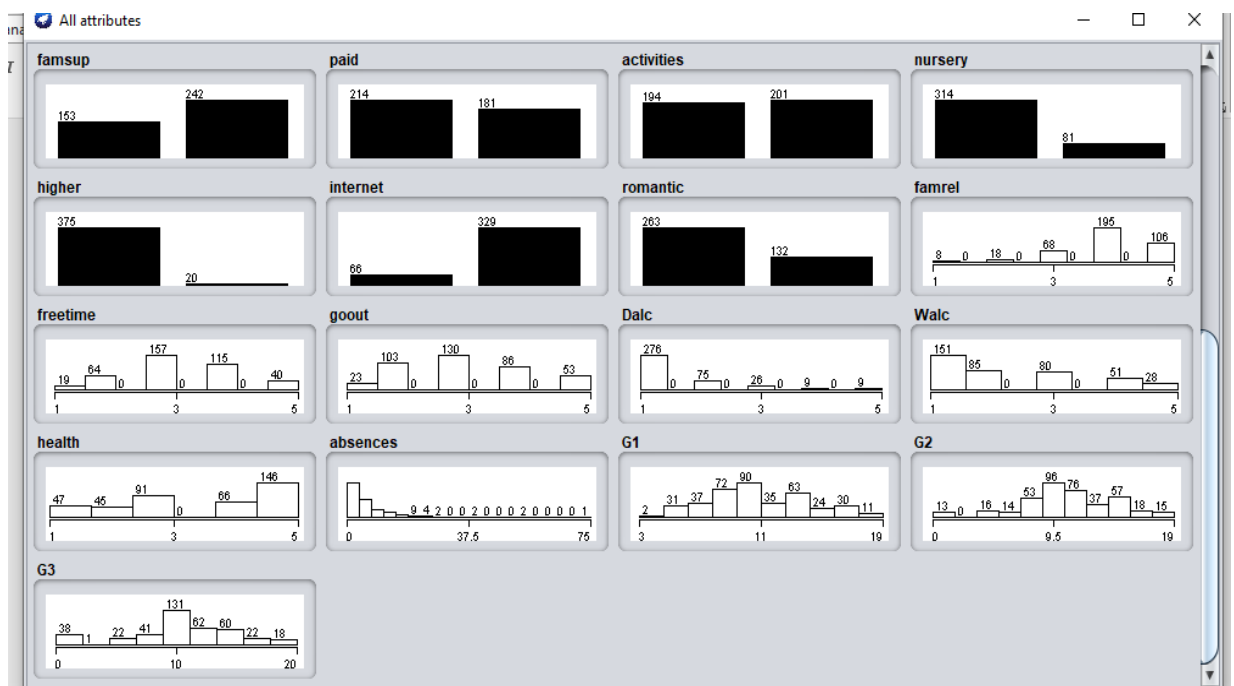 ana
All attributes
I
famsup paid activities nursery
153 242 214 181 194 201 314 81
higher internet romantic famrel
375 20 66 329 263 132 8 0 18 0 68 0 195 0 106
1 3 5
freetime goout Dalc Walc
19 64 0 157 0 115 0 40 23 103 0 130 0 86 0 53 276 0 75 0 26 0 9 0 9 151 85 0 80 0 51 28
1 3 5 1 3 5 1 3 5 1 3 5
health absences G1 G2
47 45 91 0 66 146 9 4 2 0 0 2 0 0 0 2 0 0 0 0 1 2 31 37 72 90 35 63 24 30 11 13 0 16 14 53 96 76 37 57 18 15
1 3 5 0 37.5 75 3 11 19 0 9.5 19
G3
38 1 22 41 131 62 60 22 18
0 10 20